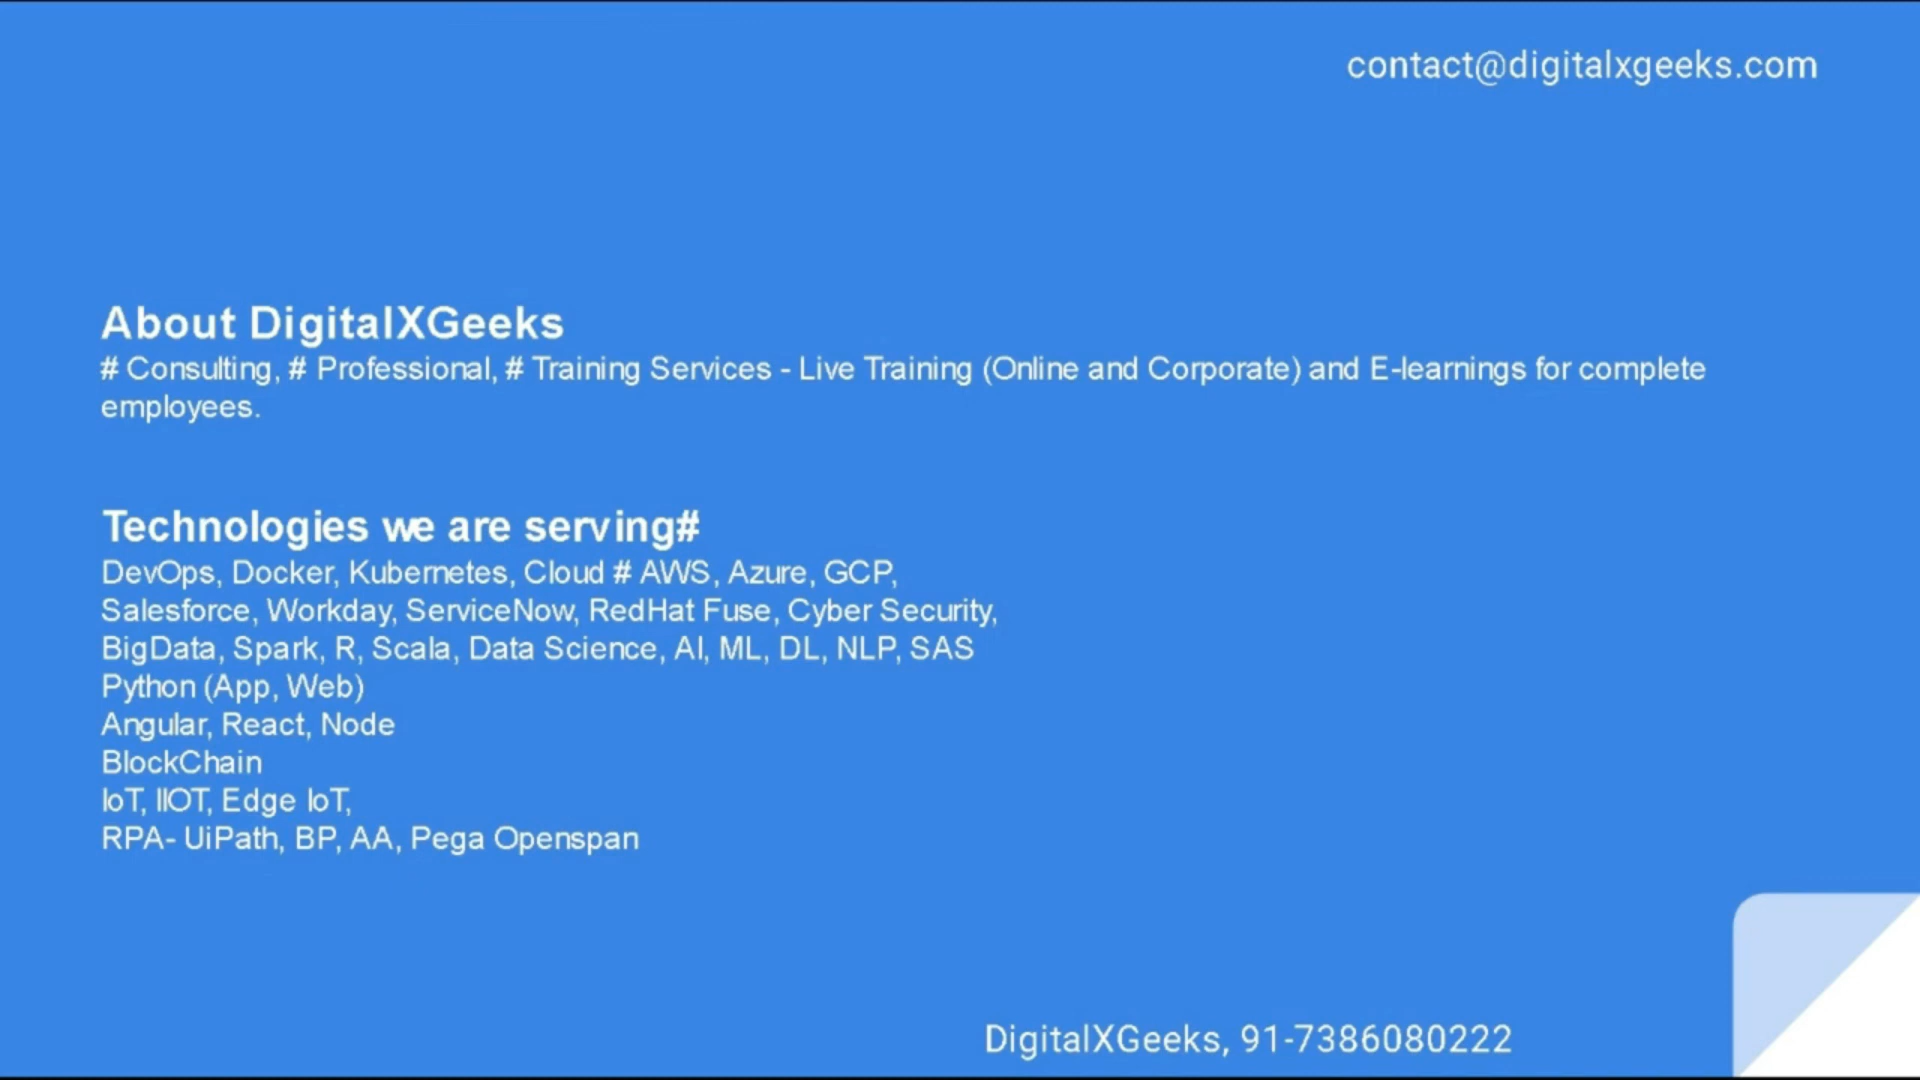 contact@digitalxgeeks.com
About DigitalXGeeks
# Consulting, # Professional, # Training Services - Live Training (Online and Corporate) and E-learnings for complete
employees.
Technologies we are serving#
DevOps, Docker, Kubernetes, Cloud # AWS, Azure, GCP,
Salesforce, Workday, ServiceNow, RedHat Fuse, Cyber Security,
BigData, Spark, R, Scala, Data Science, AI, ML, DL, NLP, SAS
Python (App, Web)
Angular, React, Node
BlockChain
IoT, IIOT, Edge IoT,
RPA- UiPath, BP, AA, Pega Openspan
DigitalXGeeks, 91-7386080222